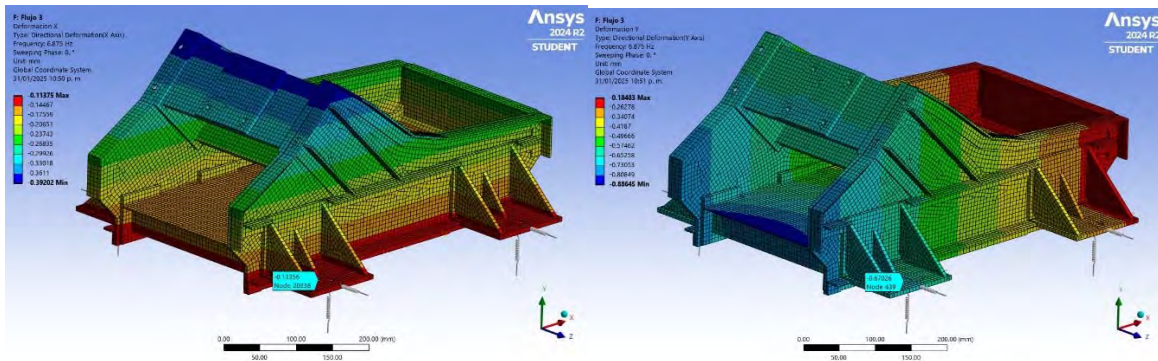 F: Flujo 3
Deformacion X
Type: Directional Deformation(X Axis)
Frequency: 6.875 Hz
Sweeping Phase: 0. °
Unit: mm
Global Coordinate System
31/01/2025 10:50 p. m.
-0.11375 Max
-0.14467
-0.17559
-0.20651
-0.23743
-0.26835
-0.29926
-0.33018
-0.3611
-0.39202 Min
Ansys
2024 R2
STUDENT
-0.13356
Node 20338
0.00
100.00
200.00 (mm)
50.00
150.00
Y
X
Z
F: Flujo 3
Deformacion Y
Type: Directional Deformation(Y Axis)
Frequency: 6.875 Hz
Sweeping Phase: 0. °
Unit: mm
Global Coordinate System
31/01/2025 10:51 p. m.
-0.18483 Max
-0.26278
-0.34074
-0.4187
-0.49666
-0.57462
-0.65258
-0.73053
-0.80849
-0.88645 Min
Ansys
2024 R2
STUDENT
-0.67026
Node 439
0.00
100.00
200.00 (mm)
50.00
150.00
Y
X
Z